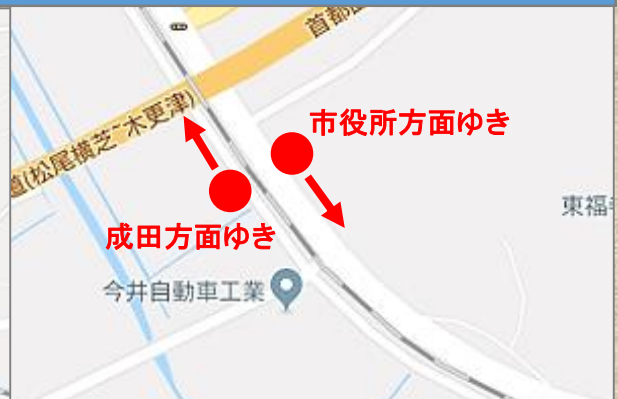 首都
市役所方面ゆき
道(松尾横芝~木更津)
東福
成田方面ゆき
今井自動車工業